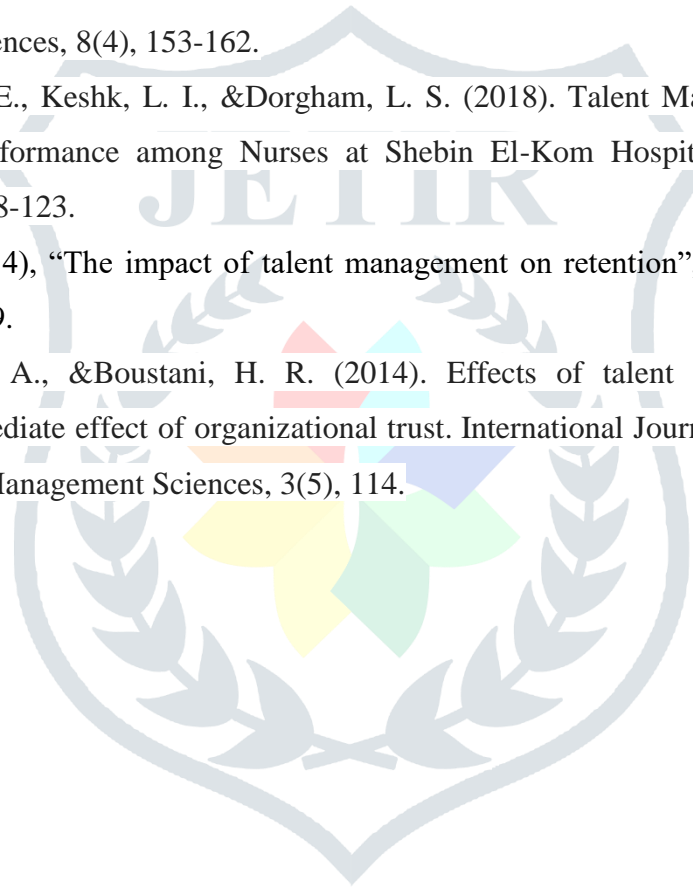 ences, 8(4), 153-162.
E., Keshk, L. I., &Dorgham, L. S. (2018). Talent Ma
formance among Nurses at Shebin El-Kom Hospit
8-123.
JETIR
4), “The impact of talent management on retention”
9.
A., &Boustani, H. R. (2014). Effects of talent
ediate effect of organizational trust. International Journ
Management Sciences, 3(5), 114.